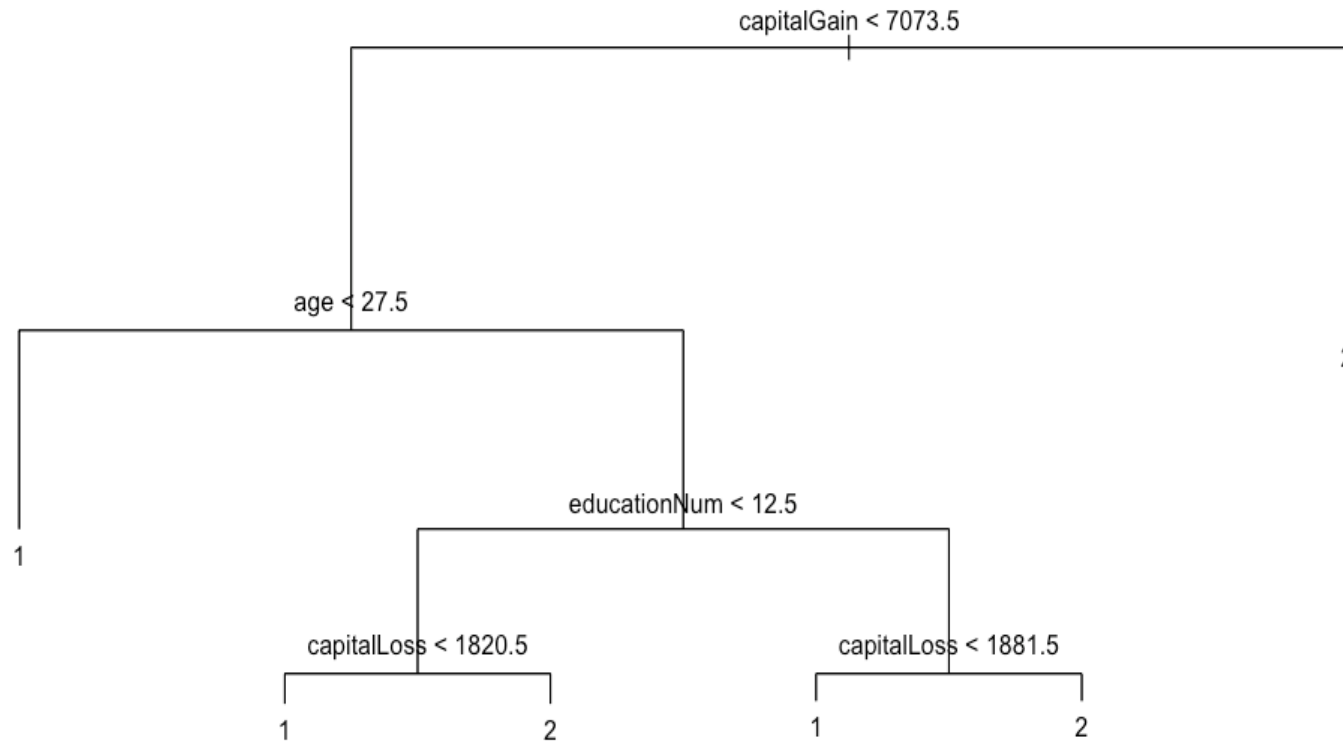 capitalGain < 7073.5
age < 27.5
educationNum < 12.5
1
capitalLoss < 1820.5
capitalLoss < 1881.5
1
2
1
2